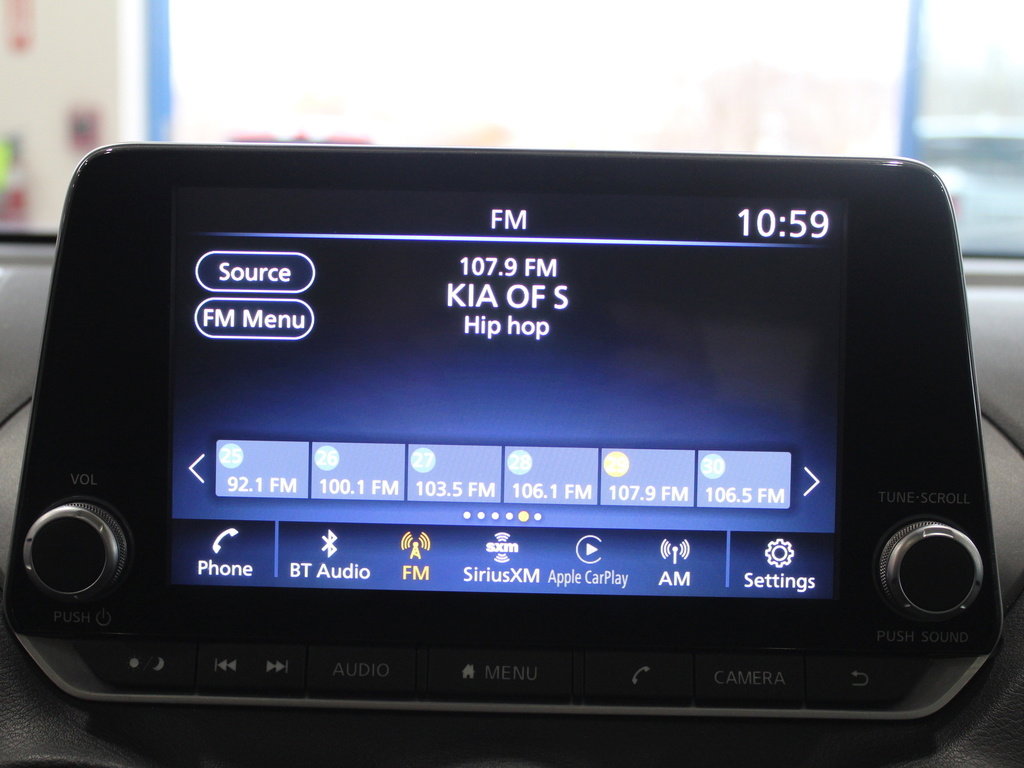 FM
10:59
Source
107.9 FM
KIA OF S
Hip hop
FM Menu
25
92.1 FM
26
100.1 FM
27
103.5 FM
28
106.1 FM
29
107.9 FM
30
106.5 FM
VOL
TUNE·SCROLL
Phone
BT Audio
FM
sxm
SiriusXM
Apple CarPlay
AM
Settings
PUSH
PUSH SOUND
AUDIO
MENU
CAMERA